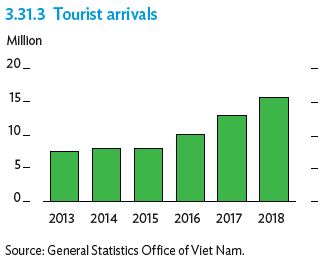 3.31.3 Tourist arrivals
Million
20
15
10
5
0
2013 2014 2015 2016 2017 2018
Source: General Statistics Office of Viet Nam.